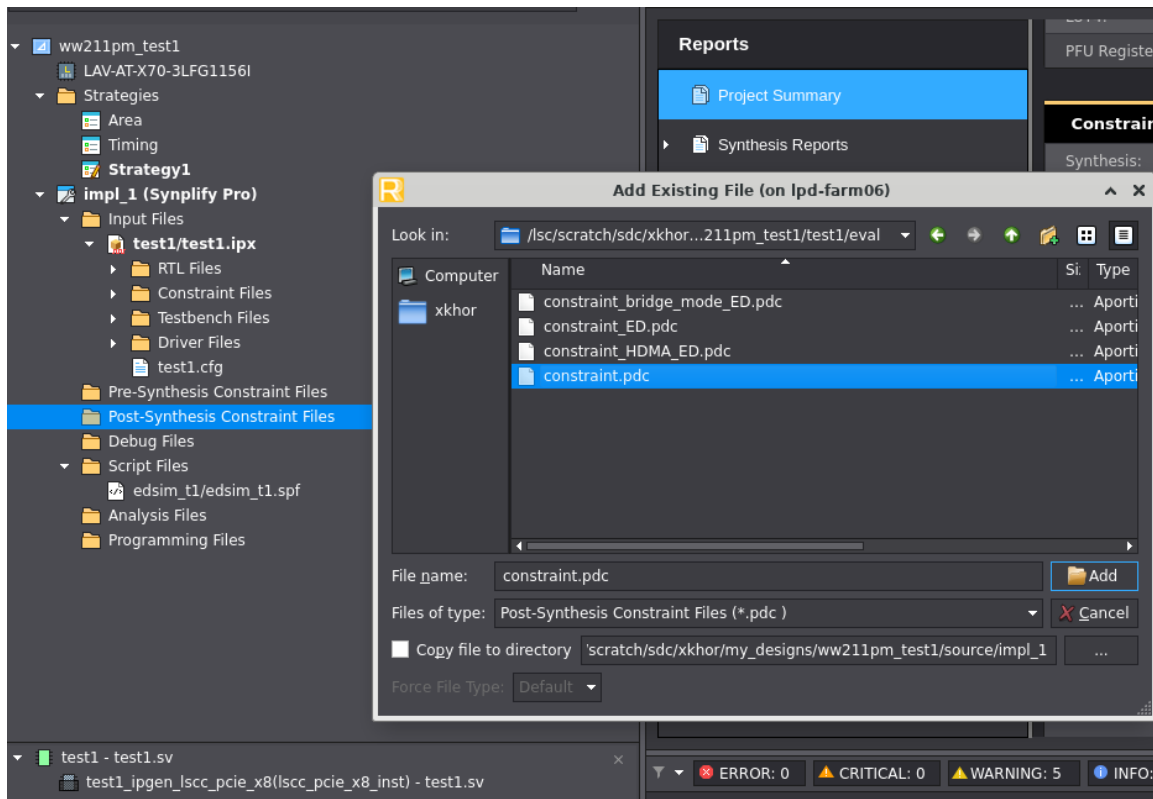 ww211pm_test1
LAV-AT-X70-3LFG1156I
Strategies
Area
Timing
Strategy1
impl_1 (Synplify Pro)
Input Files
test1/test1.ipx
RTL Files
Constraint Files
Testbench Files
Driver Files
test1.cfg
Pre-Synthesis Constraint Files
Post-Synthesis Constraint Files
Debug Files
Script Files
edsim_t1/edsim_t1.spf
Analysis Files
Programming Files
test1 - test1.sv
test1_ipgen_lscc_pcie_x8(lscc_pcie_x8_inst) - test1.sv
Reports
Project Summary
Synthesis Reports
PFU Registe
Constrain
Synthesis:
Add Existing File (on lpd-farm06)
Look in:
/lsc/scratch/sdc/xkhor...211pm_test1/test1/eval
Computer
xkhor
Name
Si:
Type
constraint_bridge_mode_ED.pdc ... Aporti
constraint_ED.pdc ... Aporti
constraint_HDMA_ED.pdc ... Aporti
constraint.pdc ... Aporti
File name: constraint.pdc
Add
Files of type: Post-Synthesis Constraint Files (*.pdc )
Cancel
Copy file to directory 'scratch/sdc/xkhor/my_designs/ww211pm_test1/source/impl_1
...
Force File Type: Default
ERROR: 0
CRITICAL: 0
WARNING: 5
INFO: